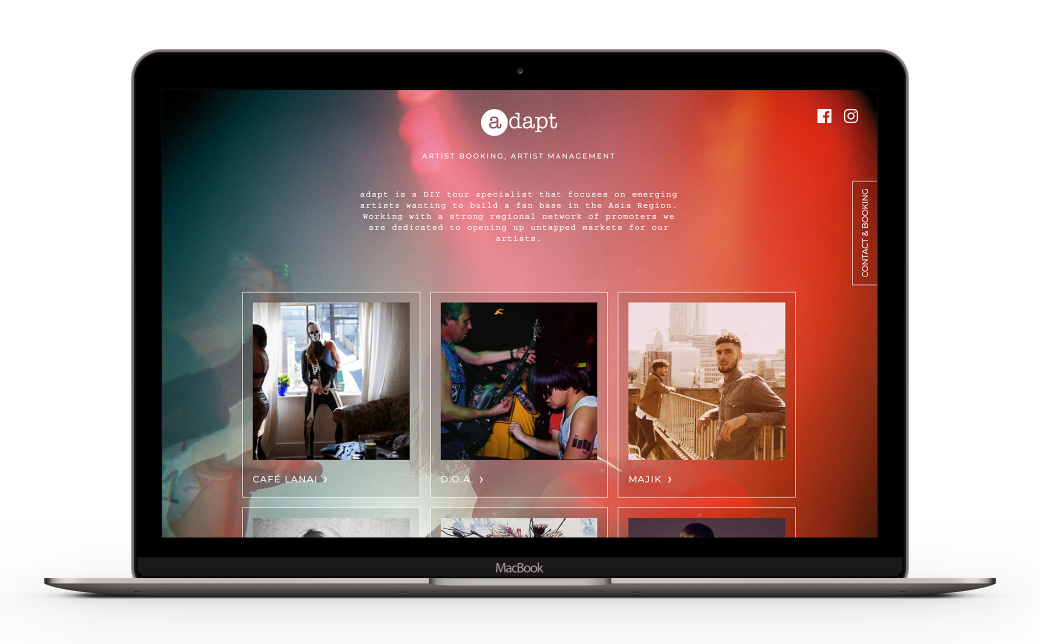 adapt
ARTIST BOOKING, ARTIST MANAGEMENT
adapt is a DIY tour specialist that focuses on emerging
artists wanting to build a fan base in the Asia Region.
Working with a strong regional network of promoters we
are dedicated to opening up untapped markets for our
artists.
CONTACT & BOOKING
CAFÉ LANAI ›
D.O.A. ›
MAJIK ›
MacBook